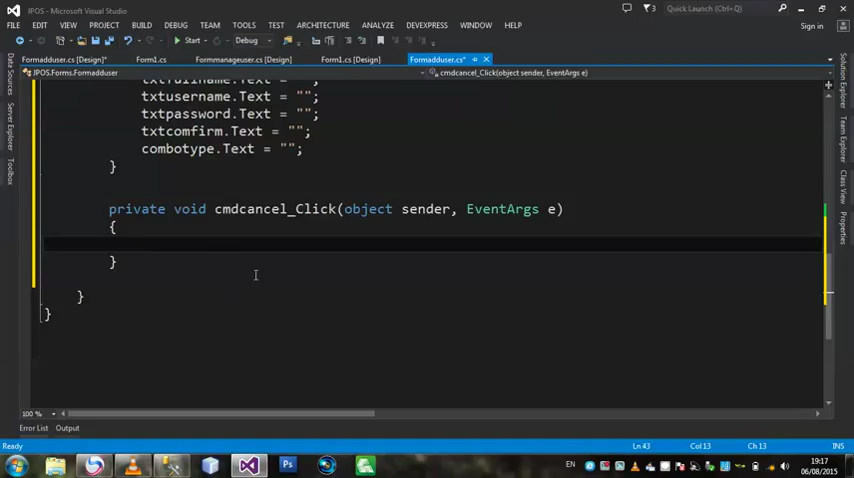 JPOS - Microsoft Visual Studio
3
Quick Launch (Ctrl+Q)
FILE EDIT VIEW PROJECT BUILD DEBUG TEAM TOOLS TEST ARCHITECTURE ANALYZE DEVEXPRESS WINDOW HELP
Sign in
Start Debug
Formadduser.cs [Design]* Form1.cs Formmanageuser.cs [Design] Form1.cs [Design] Formadduser.cs*
JPOS.Forms.Formadduser cmdcancel_Click(object sender, EventArgs e)
Data Sources
Server Explorer
Toolbox
txtfullname.Text = "";
txtusername.Text = "";
txtpassword.Text = "";
txtcomfirm.Text = "";
combotype.Text = "";
}
private void cmdcancel_Click(object sender, EventArgs e)
{
}
}
}
Solution Explorer
Team Explorer
Class View
Properties
100 %
Error List Output
Ready Ln 43 Col 13 Ch 13 INS
Ps EN 19:17
06/08/2015